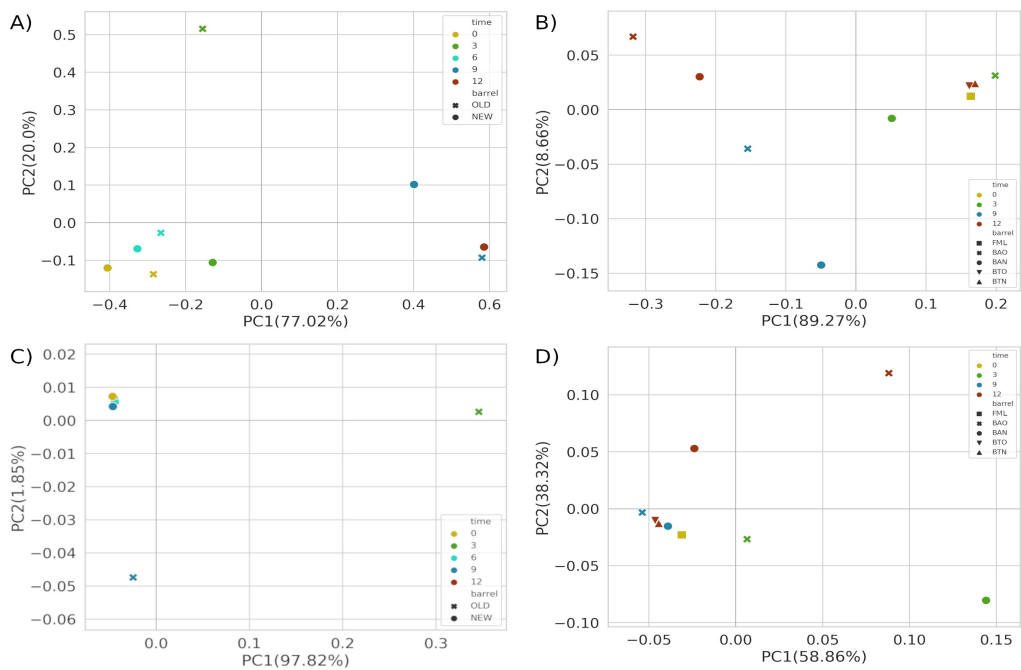 A)
0.5
0.4
0.3
0.2
0.1
0.0
−0.1
PC2(20.0%)
−0.4
−0.2
0.0
0.2
0.4
0.6
PC1(77.02%)
time
0
3
6
9
12
barrel
OLD
NEW
B)
0.05
0.00
−0.05
−0.10
−0.15
PC2(8.66%)
−0.3
−0.2
−0.1
0.0
0.1
0.2
PC1(89.27%)
time
0
3
9
12
barrel
FML
BAO
BAN
BTO
BTN
C)
0.02
0.01
0.00
−0.01
−0.02
−0.03
−0.04
−0.05
−0.06
PC2(1.85%)
0.0
0.1
0.2
0.3
PC1(97.82%)
time
0
3
6
9
12
barrel
OLD
NEW
D)
0.10
0.05
0.00
−0.05
−0.10
PC2(38.32%)
−0.05
0.00
0.05
0.10
0.15
PC1(58.86%)
time
0
3
9
12
barrel
FML
BAO
BAN
BTO
BTN